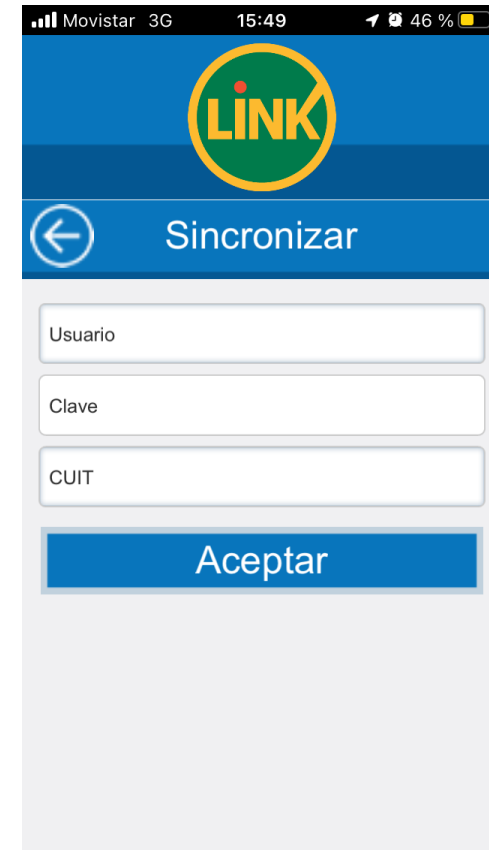 Movistar 3G 15:49 46 %
LINK
Sincronizar
Usuario
Clave
CUIT
Aceptar